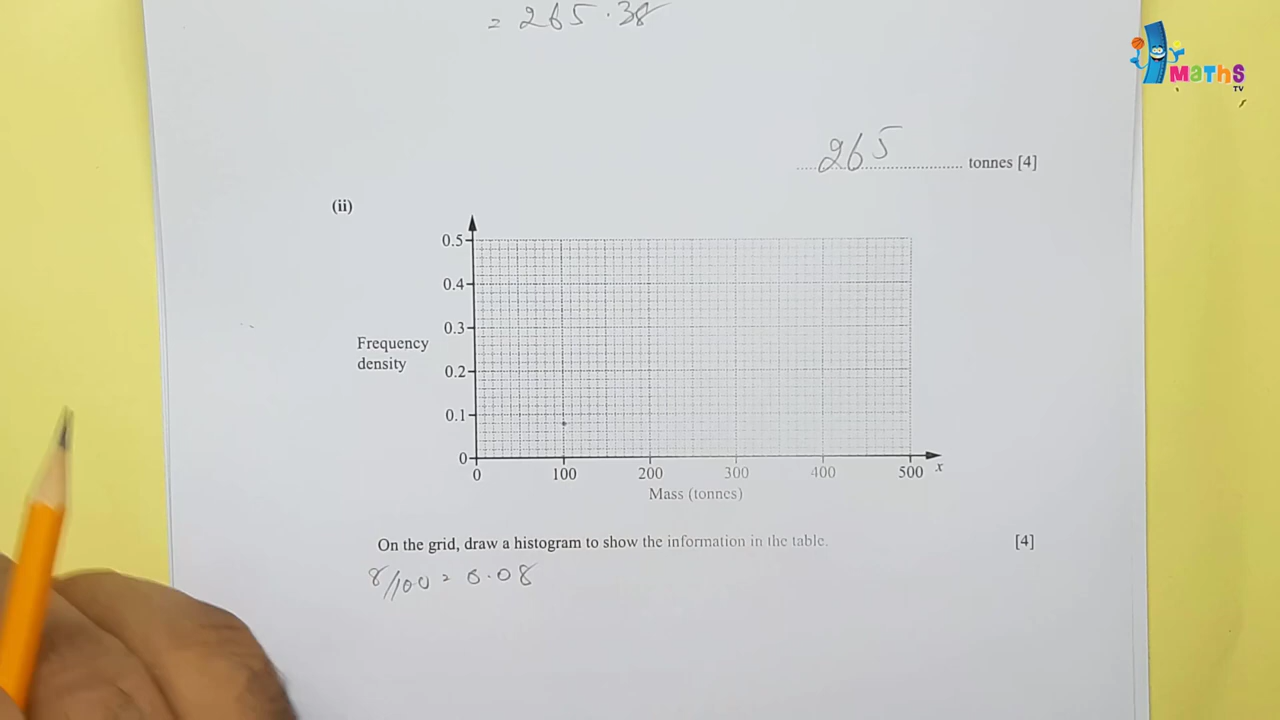 = 265.38
MATHS
TV
265
.............................. tonnes [4]
(ii)
0.5
0.4
0.3
Frequency
density
0.2
0.1
0
0 100 200 300 400 500 x
Mass (tonnes)
On the grid, draw a histogram to show the information in the table. [4]
8/100 = 0.08